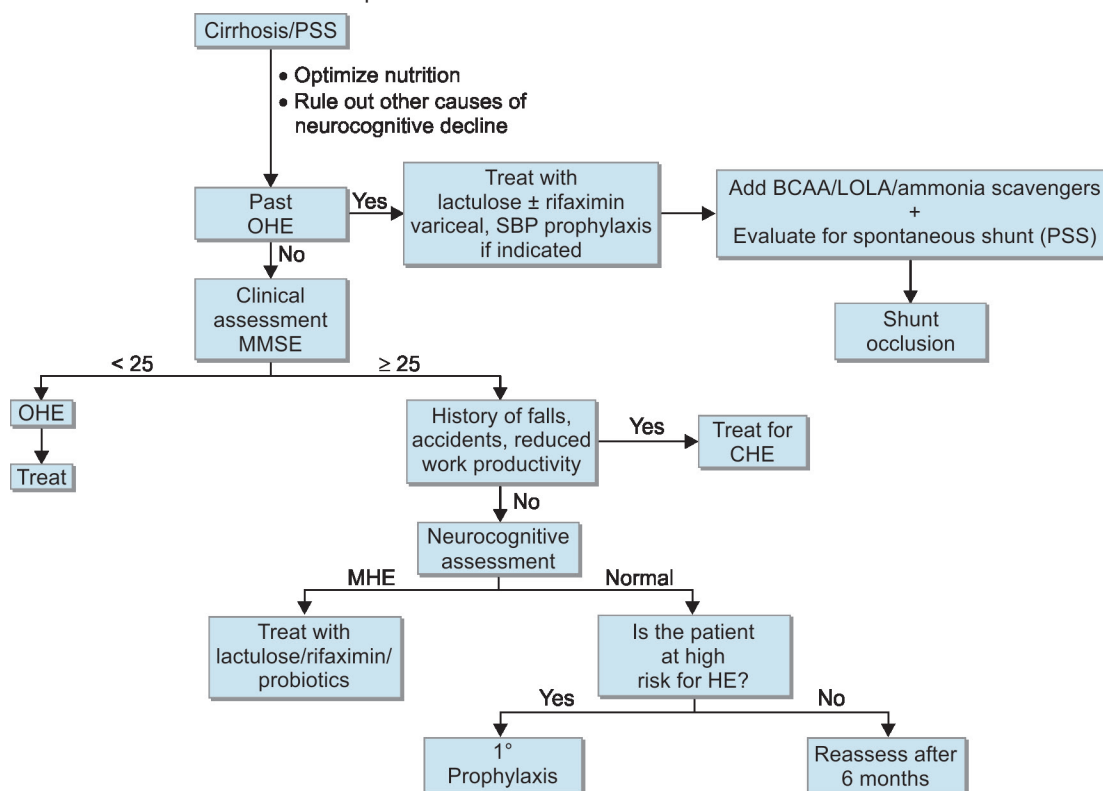 Cirrhosis/PSS
• Optimize nutrition
• Rule out other causes of
neurocognitive decline
Past
OHE
Yes
Treat with
lactulose ± rifaximin
variceal, SBP prophylaxis
if indicated
Add BCAA/LOLA/ammonia scavengers
+
Evaluate for spontaneous shunt (PSS)
Shunt
occlusion
No
Clinical
assessment
MMSE
< 25
≥ 25
OHE
Treat
History of falls,
accidents, reduced
work productivity
Yes
Treat for
CHE
No
Neurocognitive
assessment
MHE
Normal
Treat with
lactulose/rifaximin/
probiotics
Is the patient
at high
risk for HE?
Yes
No
1°
Prophylaxis
Reassess after
6 months